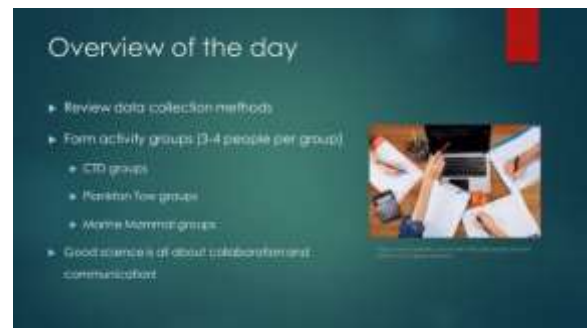 Overview of the day
Review data collection methods
Form activity groups (3-4 people per group)
CTD groups
Plankton Tow groups
Marine Mammal groups
Good science is all about collaboration and
communication!